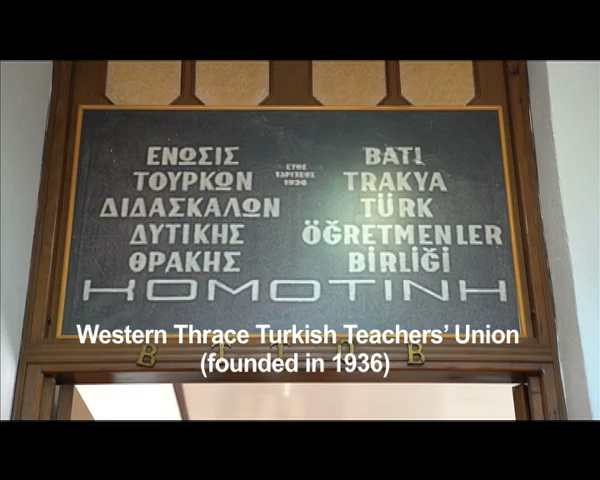 ΕΝΩΣΙΣ
ΤΟΥΡΚΩΝ
ΔΙΔΑΣΚΑΛΩΝ
ΔΥΤΙΚΗΣ
ΘΡΑΚΗΣ
ΕΤΟΣ
ΙΔΡΥΣΕΩΣ
1936
BATI
TRAKYA
TÜRK
ÖĞRETMENLER
BİRLİĞİ
ΚΟΜΟΤΙΝΗ
Western Thrace Turkish Teachers' Union
(founded in 1936)